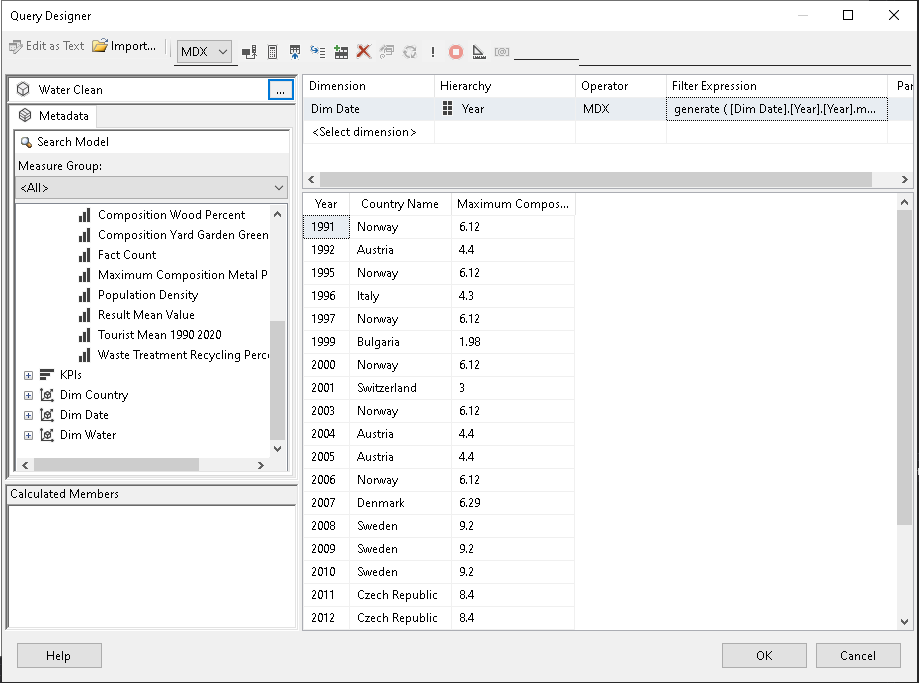 Query Designer
Edit as Text Import... MDX
Water Clean ...
Metadata
Search Model
Measure Group:
<All>
Composition Wood Percent
Composition Yard Garden Green
Fact Count
Maximum Composition Metal P
Population Density
Result Mean Value
Tourist Mean 1990 2020
Waste Treatment Recycling Perc
KPIs
Dim Country
Dim Date
Dim Water
Calculated Members
Dimension Hierarchy Operator Filter Expression Par
Dim Date Year MDX generate ( [Dim Date].[Year].[Year].m...
<Select dimension>
Year Country Name Maximum Compos...
1991 Norway 6.12
1992 Austria 4.4
1995 Norway 6.12
1996 Italy 4.3
1997 Norway 6.12
1999 Bulgaria 1.98
2000 Norway 6.12
2001 Switzerland 3
2003 Norway 6.12
2004 Austria 4.4
2005 Austria 4.4
2006 Norway 6.12
2007 Denmark 6.29
2008 Sweden 9.2
2009 Sweden 9.2
2010 Sweden 9.2
2011 Czech Republic 8.4
2012 Czech Republic 8.4
Help OK Cancel